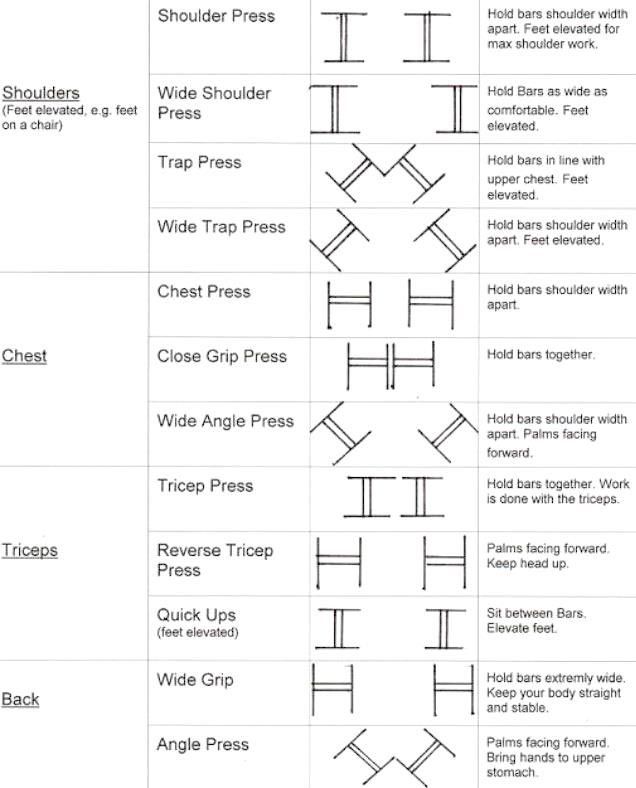 Shoulders
(Feet elevated, e.g. feet
on a chair)
Shoulder Press
Hold bars shoulder width
apart. Feet elevated for
max shoulder work.
Wide Shoulder
Press
Hold Bars as wide as
comfortable. Feet
elevated.
Trap Press
Hold bars in line with
upper chest. Feet
elevated.
Wide Trap Press
Hold bars shoulder width
apart. Feet elevated.
Chest
Chest Press
Hold bars shoulder width
apart.
Close Grip Press
Hold bars together.
Wide Angle Press
Hold bars shoulder width
apart. Palms facing
forward.
Triceps
Tricep Press
Hold bars together. Work
is done with the triceps.
Reverse Tricep
Press
Palms facing forward.
Keep head up.
Quick Ups
(feet elevated)
Sit between Bars.
Elevate feet.
Back
Wide Grip
Hold bars extremly wide.
Keep your body straight
and stable.
Angle Press
Palms facing forward.
Bring hands to upper
stomach.